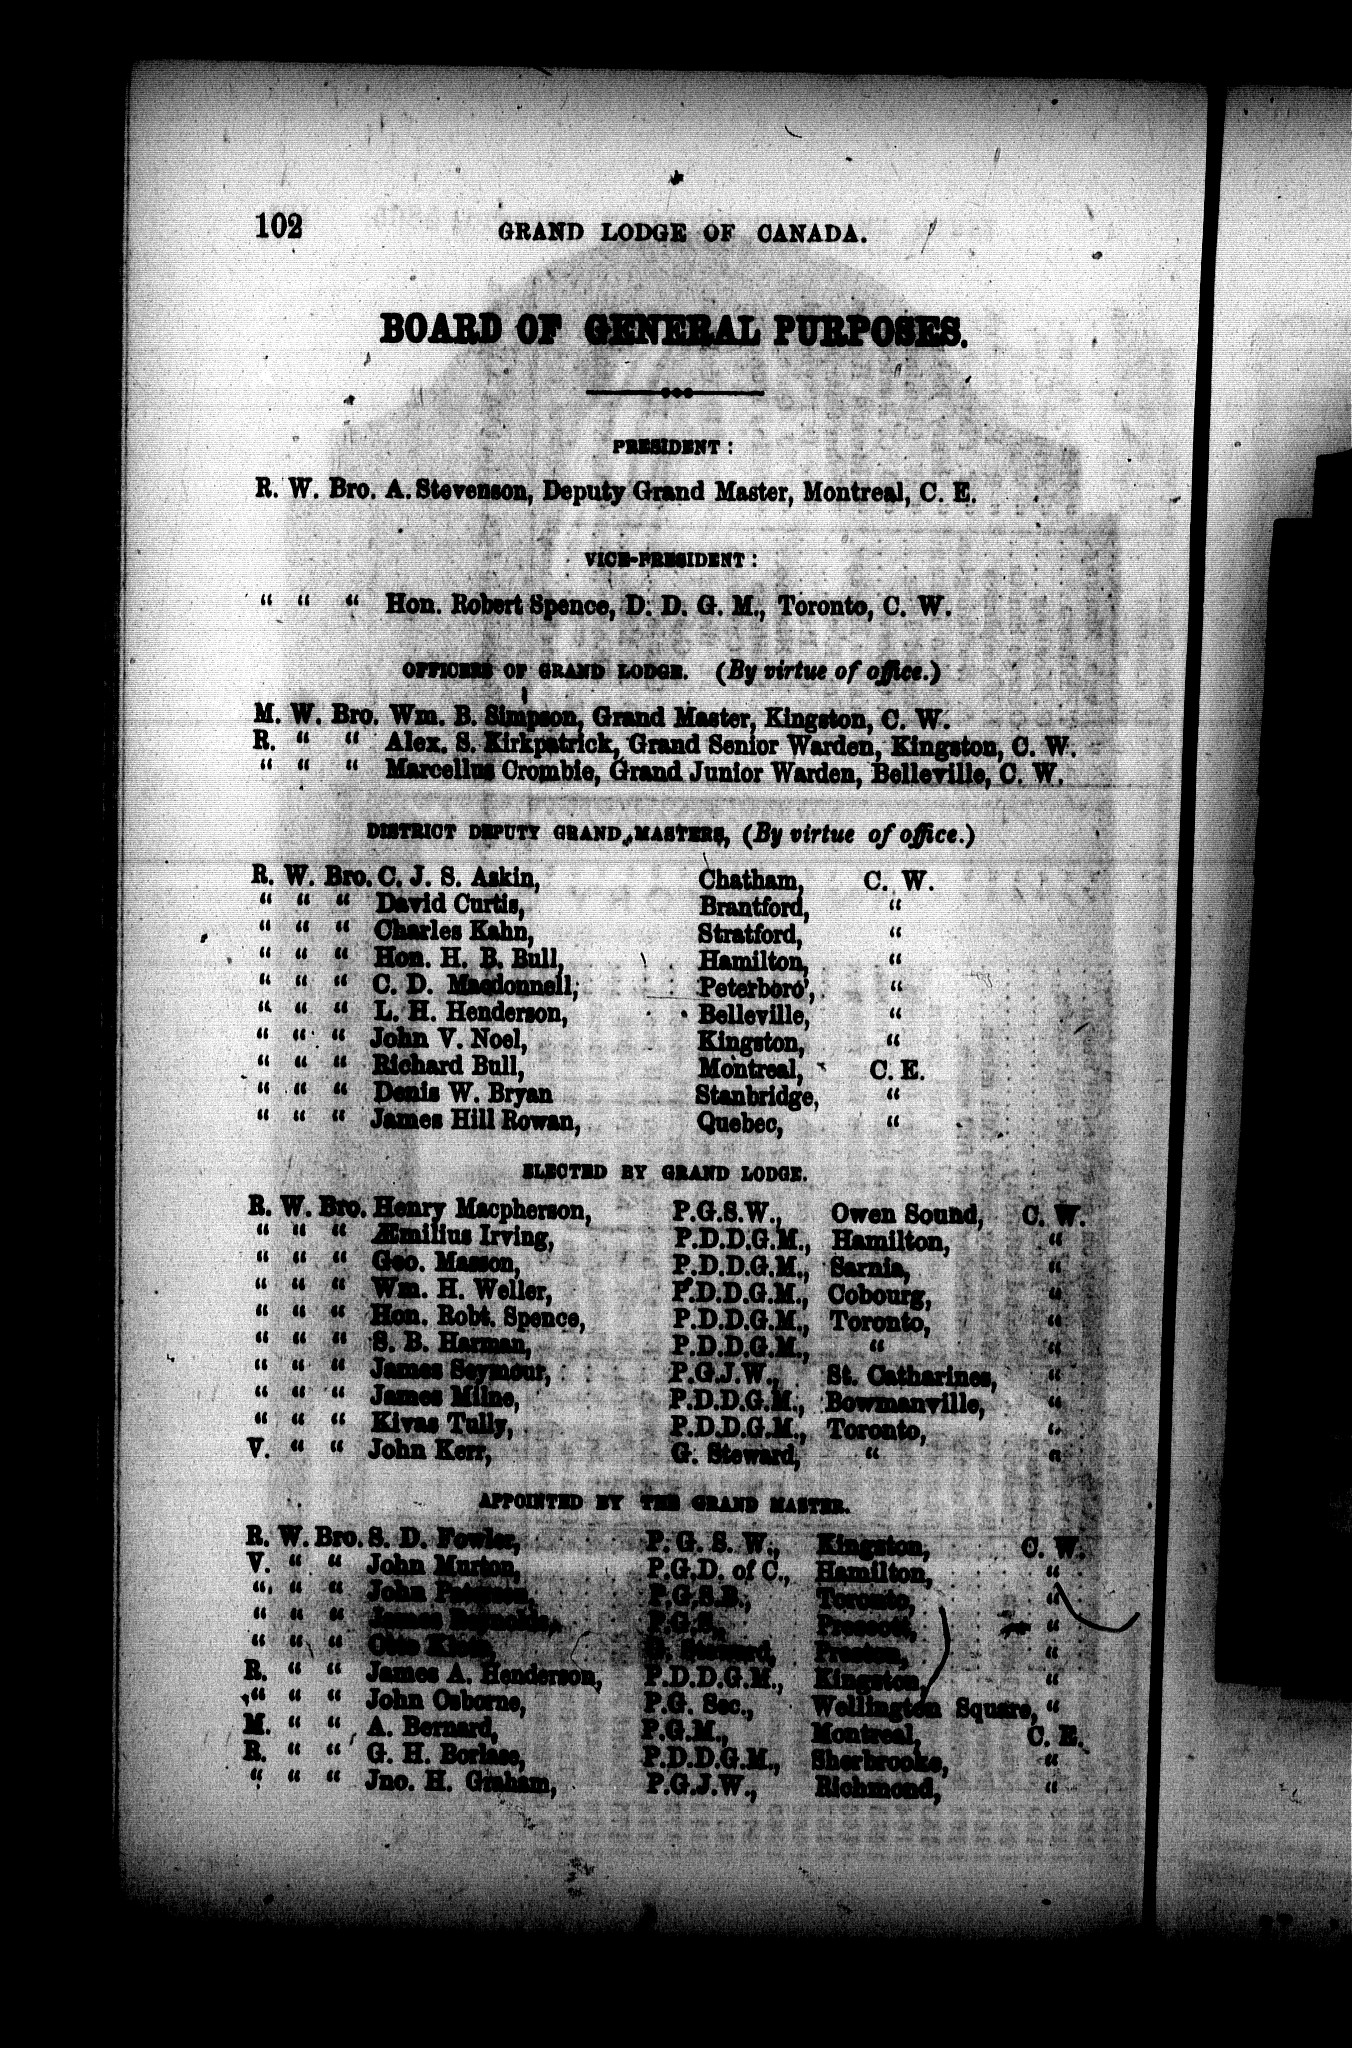 102 GRAND LODGE OF CANADA.
BOARD OF GENERAL PURPOSES.
PRESIDENT :
R. W. Bro. A. Stevenson, Deputy Grand Master, Montreal, C. E.
VICE-PRESIDENT :
“ “ “ Hon. Robert Spence, D. D. G. M., Toronto, C. W.
OFFICERS OF GRAND LODGE. (By virtue of office.)
M. W. Bro. Wm. B. Simpson, Grand Master, Kingston, C. W.
R. “ “ Alex. S. Kirkpatrick, Grand Senior Warden, Kingston, C. W.
“ “ “ Marcellus Crombie, Grand Junior Warden, Belleville, C. W.
DISTRICT DEPUTY GRAND MASTERS, (By virtue of office.)
R. W. Bro. C. J. S. Askin, Chatham, C. W.
“ “ “ David Curtis, Brantford, “
“ “ “ Charles Kahn, Stratford, “
“ “ “ Hon. H. B. Bull, Hamilton, “
“ “ “ C. D. Macdonnell, Peterboro’, “
“ “ “ L. H. Henderson, Belleville, “
“ “ “ John V. Noel, Kingston, “
“ “ “ Richard Bull, Montreal, C. E.
“ “ “ Denis W. Bryan Stanbridge, “
“ “ “ James Hill Rowan, Quebec, “
ELECTED BY GRAND LODGE.
R. W. Bro. Henry Macpherson, P.G.S.W., Owen Sound, C. W.
“ “ “ Æmilius Irving, P.D.D.G.M., Hamilton, “
“ “ “ Geo. Masson, P.D.D.G.M., Sarnia, “
“ “ “ Wm. H. Weller, P.D.D.G.M., Cobourg, “
“ “ “ Hon. Robt. Spence, P.D.D.G.M., Toronto, “
“ “ “ S. B. Harman, P.D.D.G.M., “ “
“ “ “ James Seymour, P.G.J.W., St. Catharines, “
“ “ “ James Milne, P.D.D.G.M., Bowmanville, “
“ “ “ Kivas Tully, P.D.D.G.M., Toronto, “
V. “ “ John Kerr, G. Steward, “ “
APPOINTED BY THE GRAND MASTER.
R. W. Bro. S. D. Fowler, P. G. S. W., Kingston, C. W.
V. “ “ John Murton, P.G.D. of C., Hamilton, “
“ “ “ John P.G.S.B., Toronto, “
“ “ “ James P.G.S., Prescott, “
“ “ “ Otto Klotz, G. Steward, Preston, “
R. “ “ James A. Henderson, P.D.D.G.M., Kingston, “
“ “ “ John Osborne, P.G. Sec., Wellington Square, “
M. “ “ A. Bernard, P.G.M., Montreal, C. E.
R. “ “ G. H. Borlase, P.D.D.G.M., Sherbrooke, “
“ “ “ Jno. H. Graham, P.G.J.W., Richmond, “